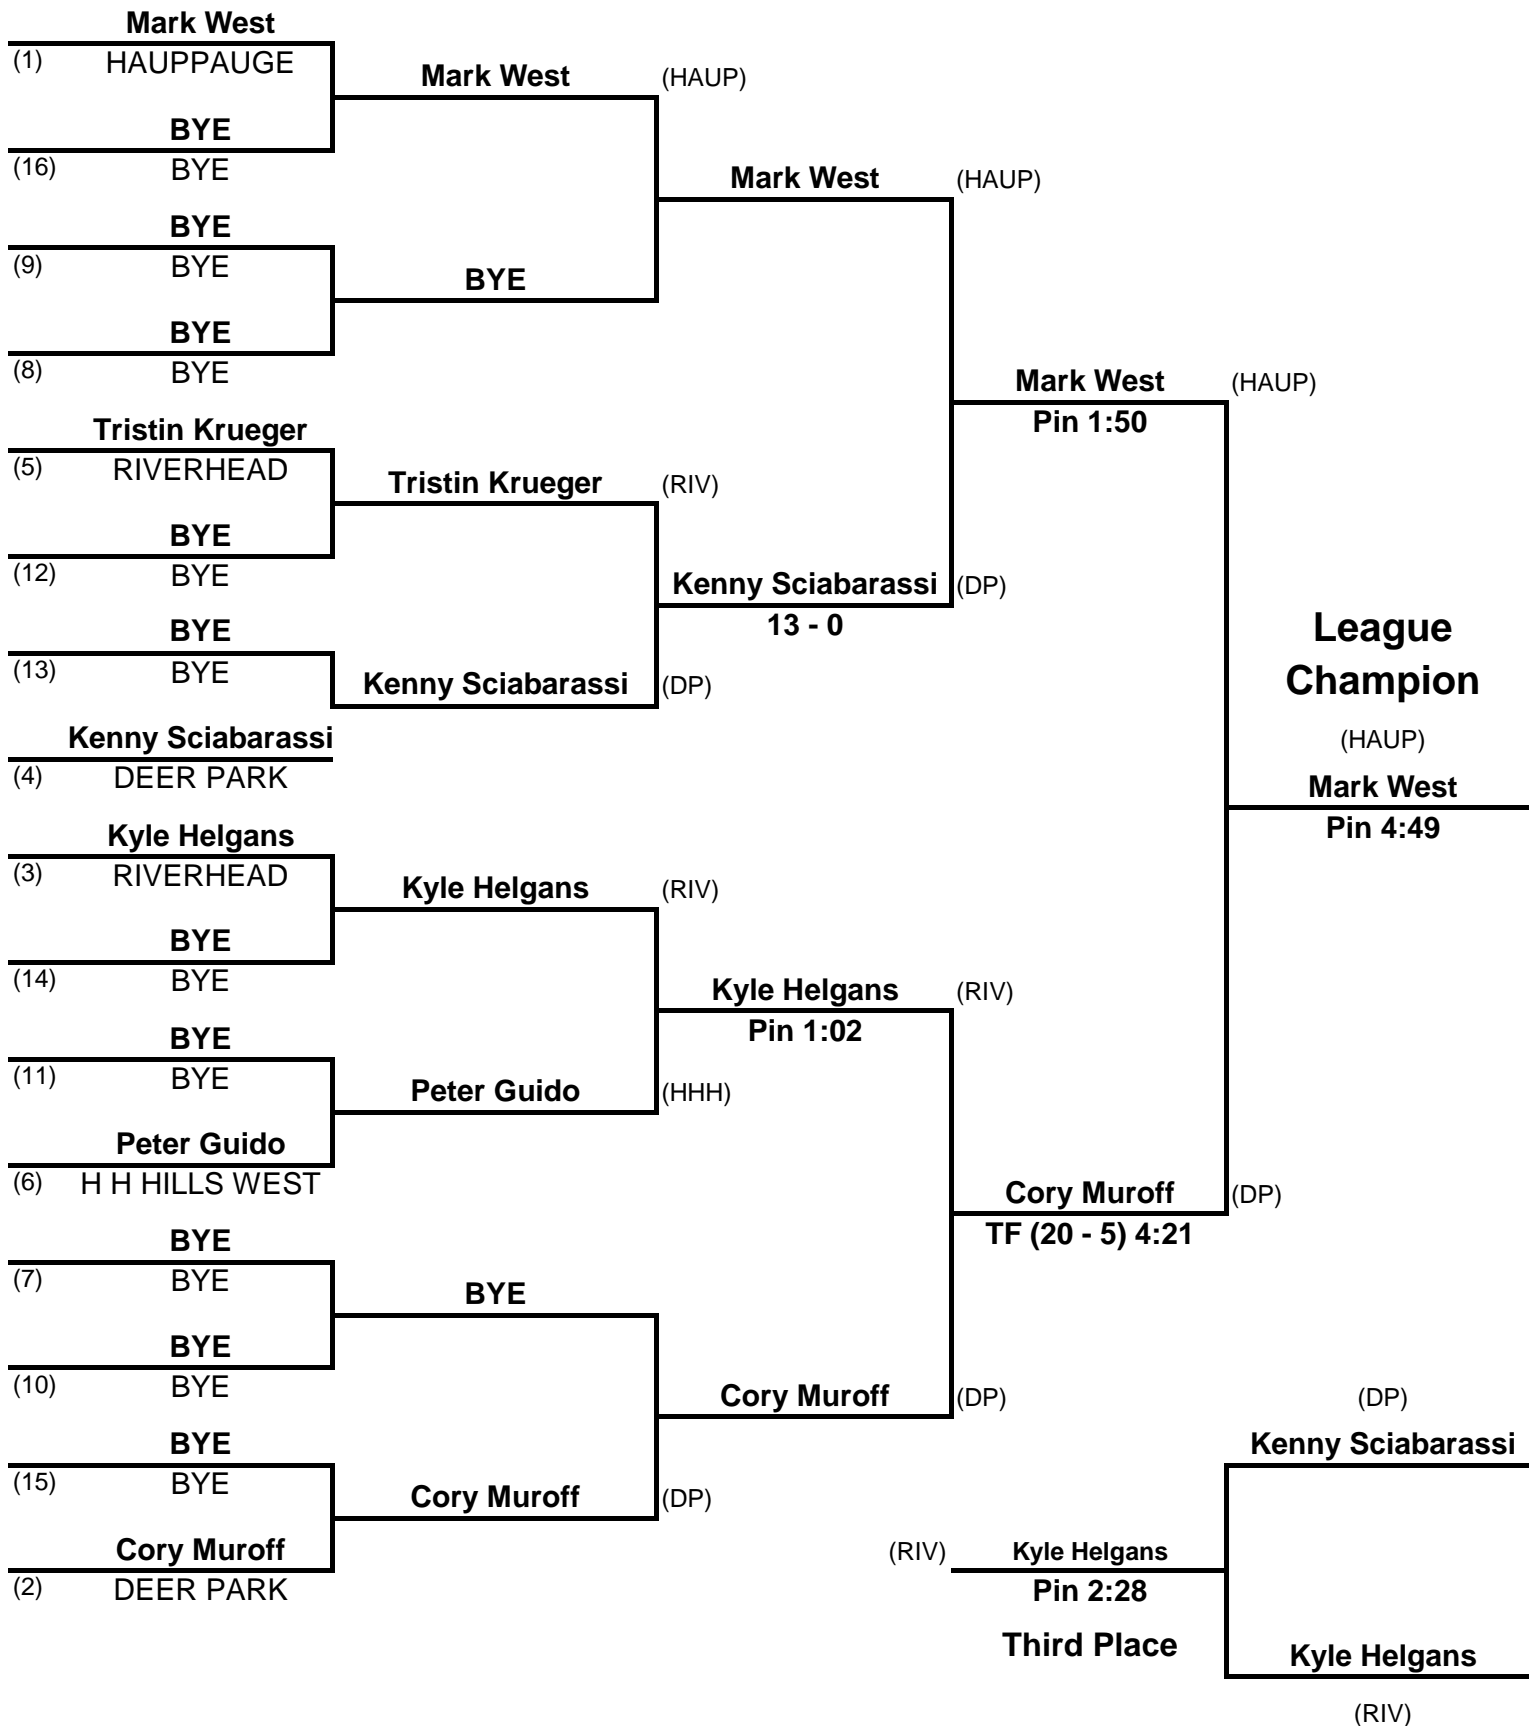 Mark West
(1) HAUPPAUGE
Mark West (HAUP)
BYE
(16) BYE
Mark West (HAUP)
BYE
(9) BYE
BYE
BYE
(8) BYE
Mark West (HAUP)
Pin 1:50
Tristin Krueger
(5) RIVERHEAD
Tristin Krueger (RIV)
BYE
(12) BYE
Kenny Sciabarassi (DP)
13 - 0
BYE
(13) BYE
Kenny Sciabarassi (DP)
League
Champion
Kenny Sciabarassi
(4) DEER PARK
(HAUP)
Mark West
Pin 4:49
Kyle Helgans
(3) RIVERHEAD
Kyle Helgans (RIV)
BYE
(14) BYE
Kyle Helgans (RIV)
Pin 1:02
BYE
(11) BYE
Peter Guido (HHH)
Peter Guido
(6) H H HILLS WEST
Cory Muroff (DP)
TF (20 - 5) 4:21
BYE
(7) BYE
BYE
BYE
(10) BYE
Cory Muroff (DP)
BYE
(15) BYE
Cory Muroff (DP)
Cory Muroff
(2) DEER PARK
(DP)
Kenny Sciabarassi
(RIV) Kyle Helgans
Pin 2:28
Third Place
Kyle Helgans
(RIV)